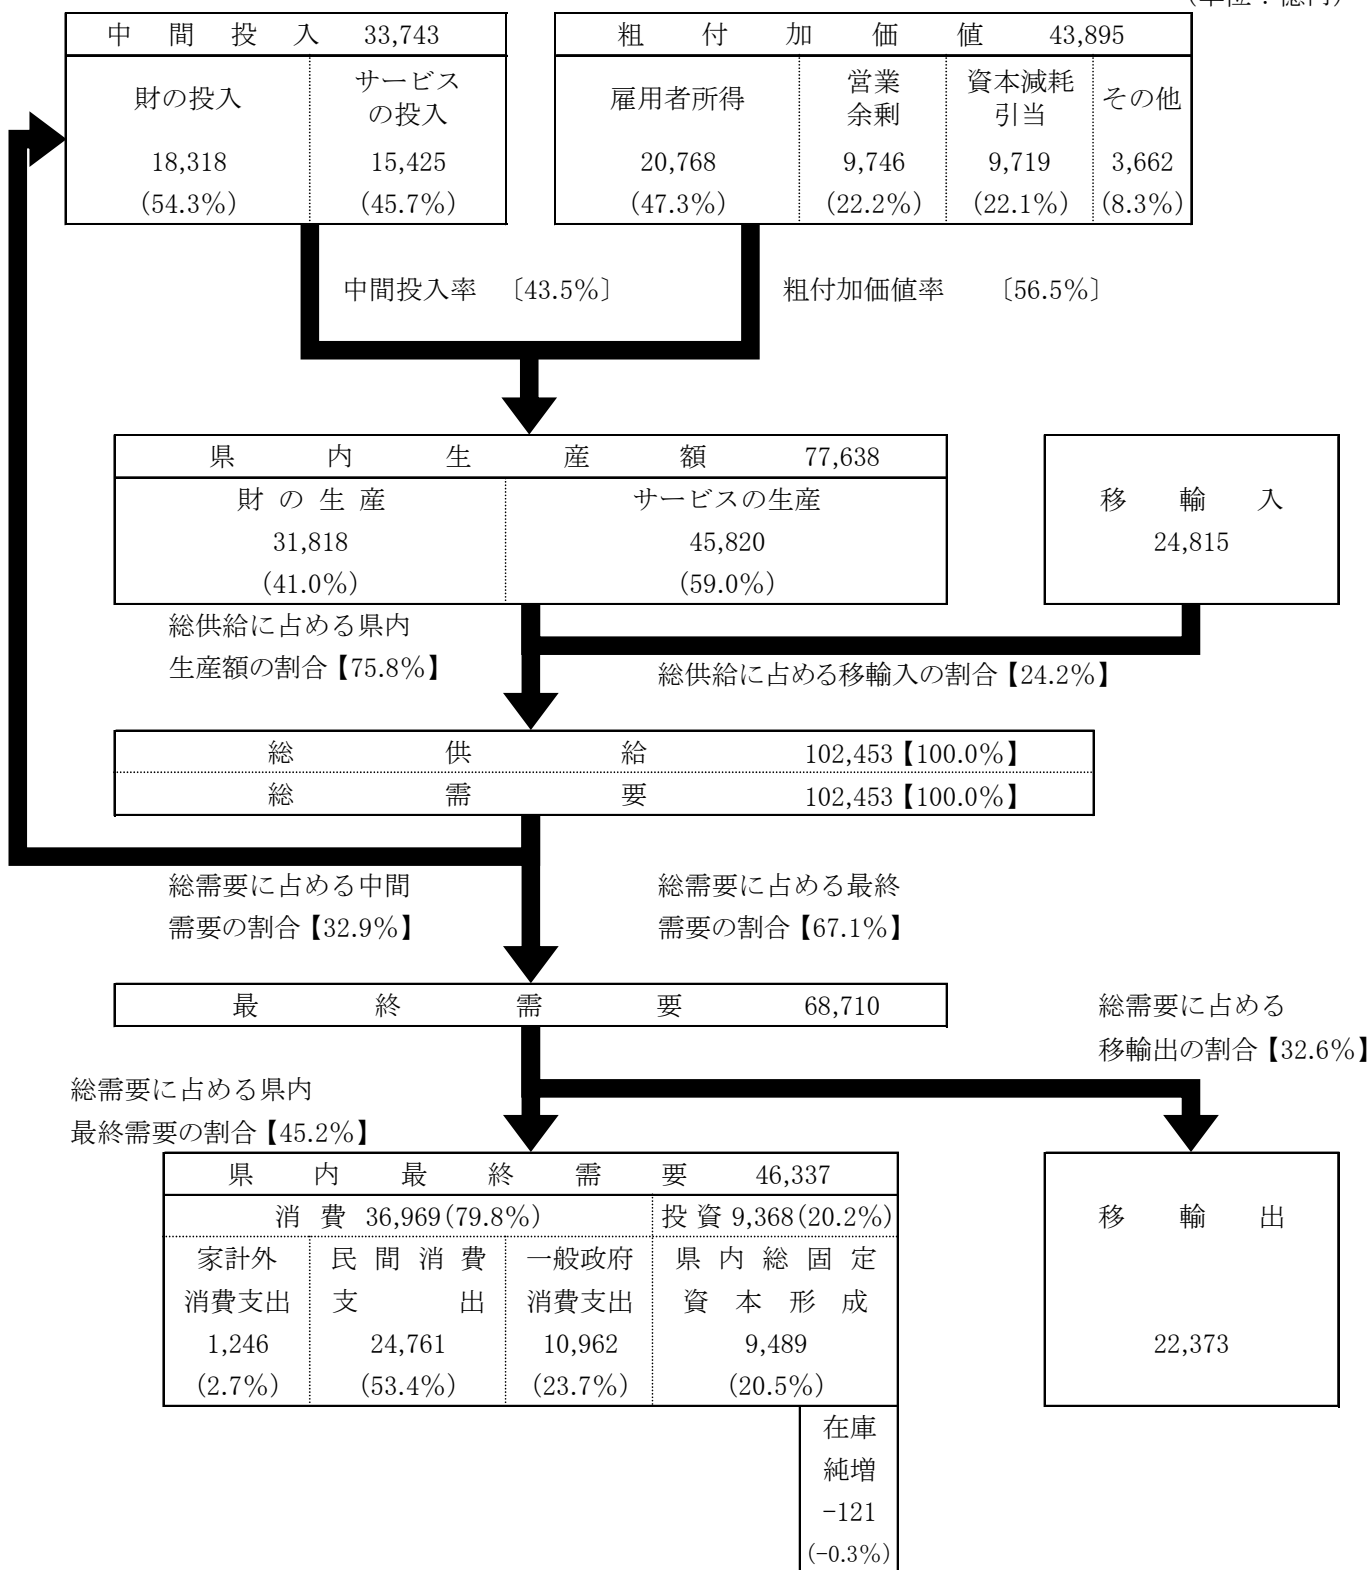 (単位:億円)
中間投入 33,743
粗付加価値 43,895
財の投入
サービス
の投入
雇用者所得
営業
余剰
資本減耗
引当
その他
18,318
15,425
20,768
9,746
9,719
3,662
(54.3%)
(45.7%)
(47.3%)
(22.2%)
(22.1%)
(8.3%)
中間投入率 〔43.5%〕
粗付加価値率 〔56.5%〕
県内生産額 77,638
財の生産
サービスの生産
31,818
45,820
(41.0%)
(59.0%)
移輸入
24,815
総供給に占める県内
生産額の割合【75.8%】
総供給に占める移輸入の割合【24.2%】
総供給 102,453【100.0%】
総需要 102,453【100.0%】
総需要に占める中間
需要の割合【32.9%】
総需要に占める最終
需要の割合【67.1%】
最終需要 68,710
総需要に占める
移輸出の割合【32.6%】
総需要に占める県内
最終需要の割合【45.2%】
県内最終需要 46,337
消費 36,969(79.8%)
投資 9,368(20.2%)
家計外
消費支出
1,246
(2.7%)
民間消費
支出
24,761
(53.4%)
一般政府
消費支出
10,962
(23.7%)
県内総固定
資本形成
9,489
(20.5%)
移輸出
22,373
在庫
純増
-121
(-0.3%)